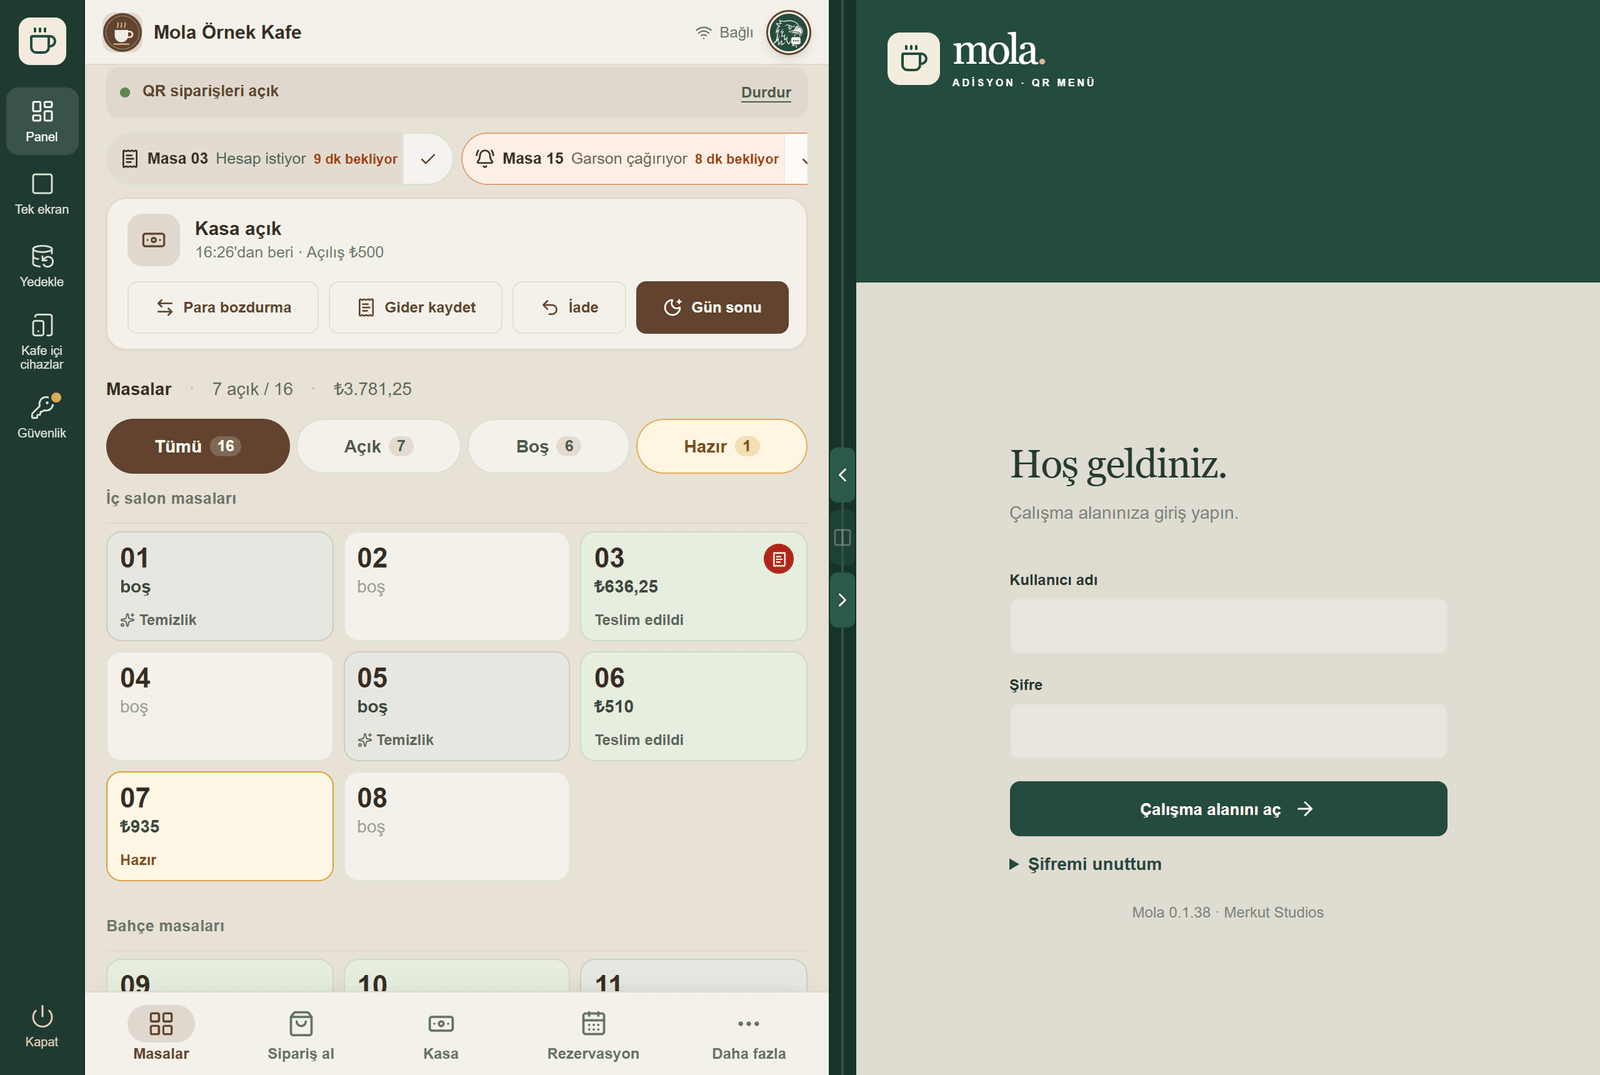 Panel
Tek ekran
Yedekle
Kafe içi
cihazlar
Güvenlik
Kapat
Mola Örnek Kafe
Bağlı
QR siparişleri açık
Durdur
Masa 03 Hesap istiyor 9 dk bekliyor
Masa 15 Garson çağırıyor 8 dk bekliyor
Kasa açık
16:26'dan beri · Açılış ₺500
Para bozdurma
Gider kaydet
İade
Gün sonu
Masalar · 7 açık / 16 · ₺3.781,25
Tümü 16
Açık 7
Boş 6
Hazır 1
İç salon masaları
01
boş
Temizlik
02
boş
03
₺636,25
Teslim edildi
04
boş
05
boş
Temizlik
06
₺510
Teslim edildi
07
₺935
Hazır
08
boş
Bahçe masaları
09
10
11
Masalar
Sipariş al
Kasa
Rezervasyon
Daha fazla
mola.
ADİSYON · QR MENÜ
Hoş geldiniz.
Çalışma alanınıza giriş yapın.
Kullanıcı adı
Şifre
Çalışma alanını aç
Şifremi unuttum
Mola 0.1.38 · Merkut Studios